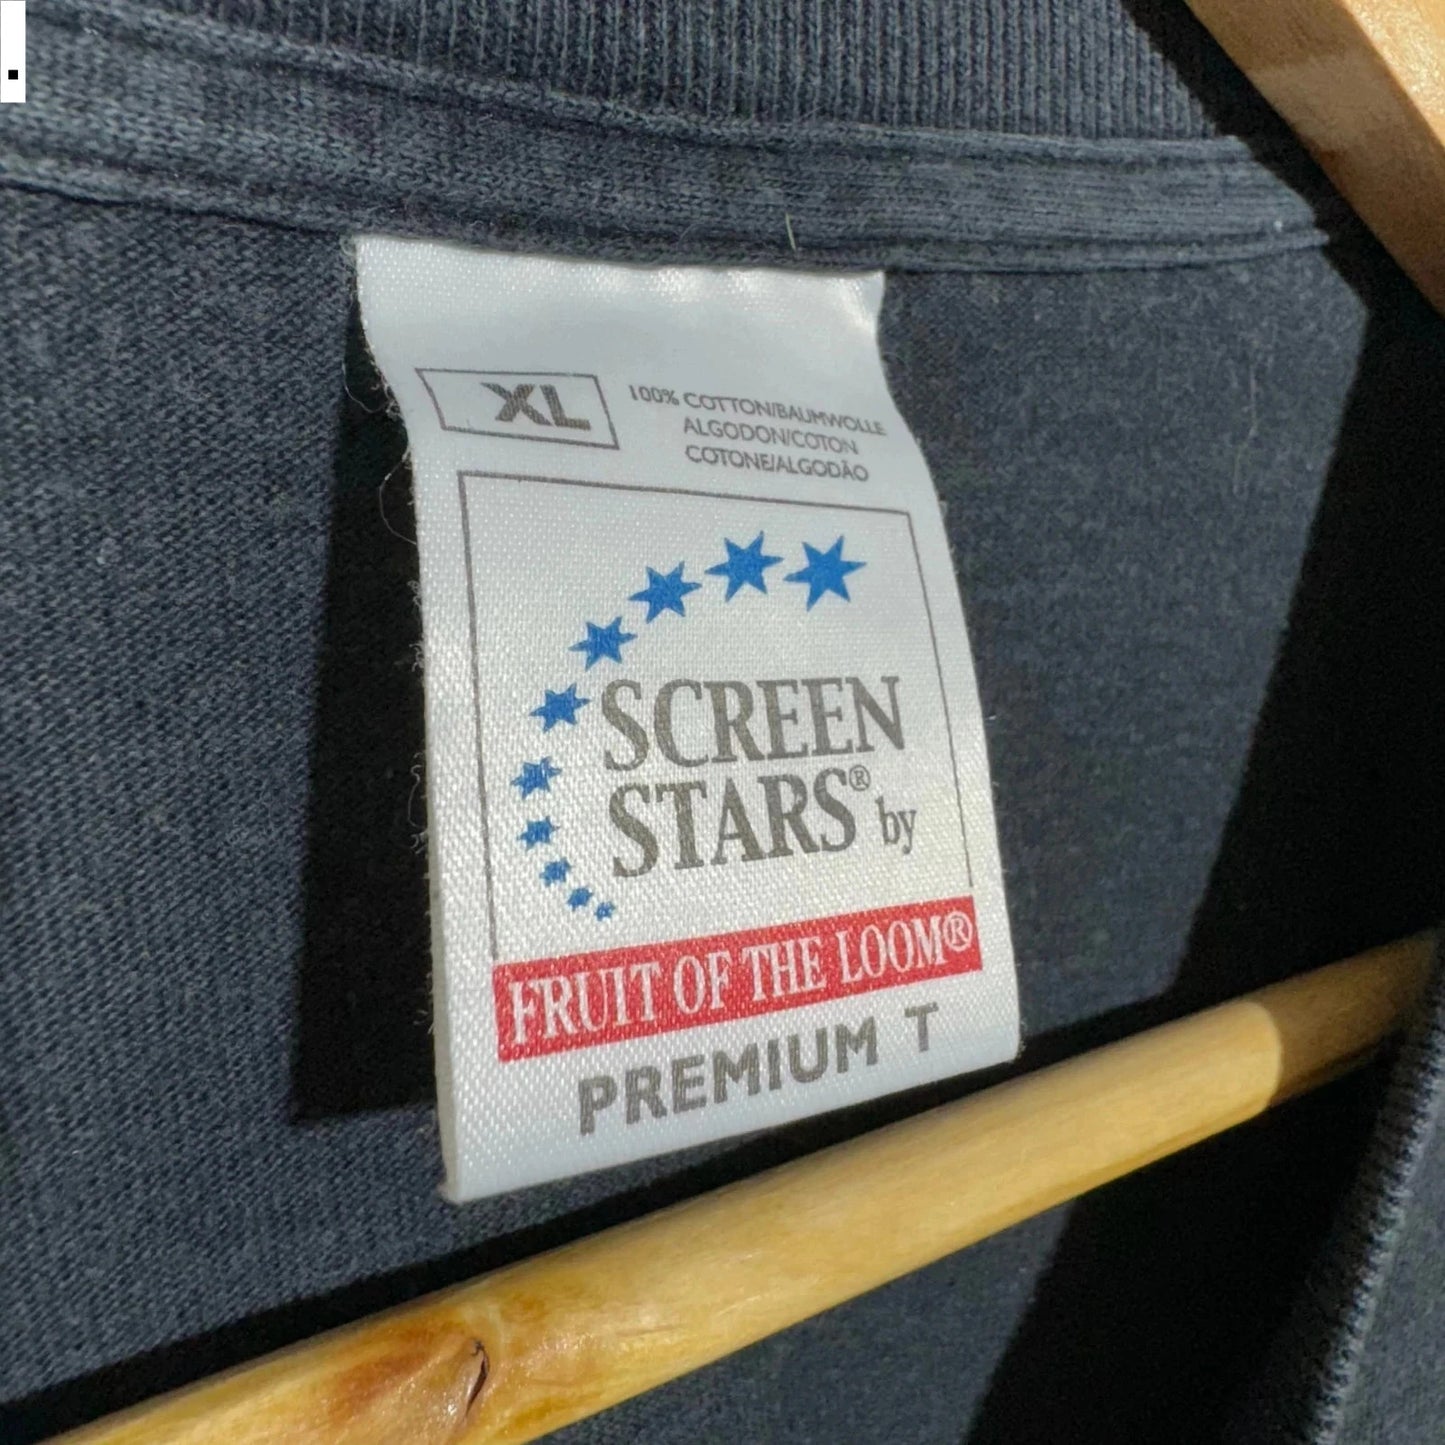 .
XL
100% COTTON/BAUMWOLLE
ALGODON/COTON
COTONE/ALGODÃO
SCREEN
STARS® by
FRUIT OF THE LOOM®
PREMIUM T